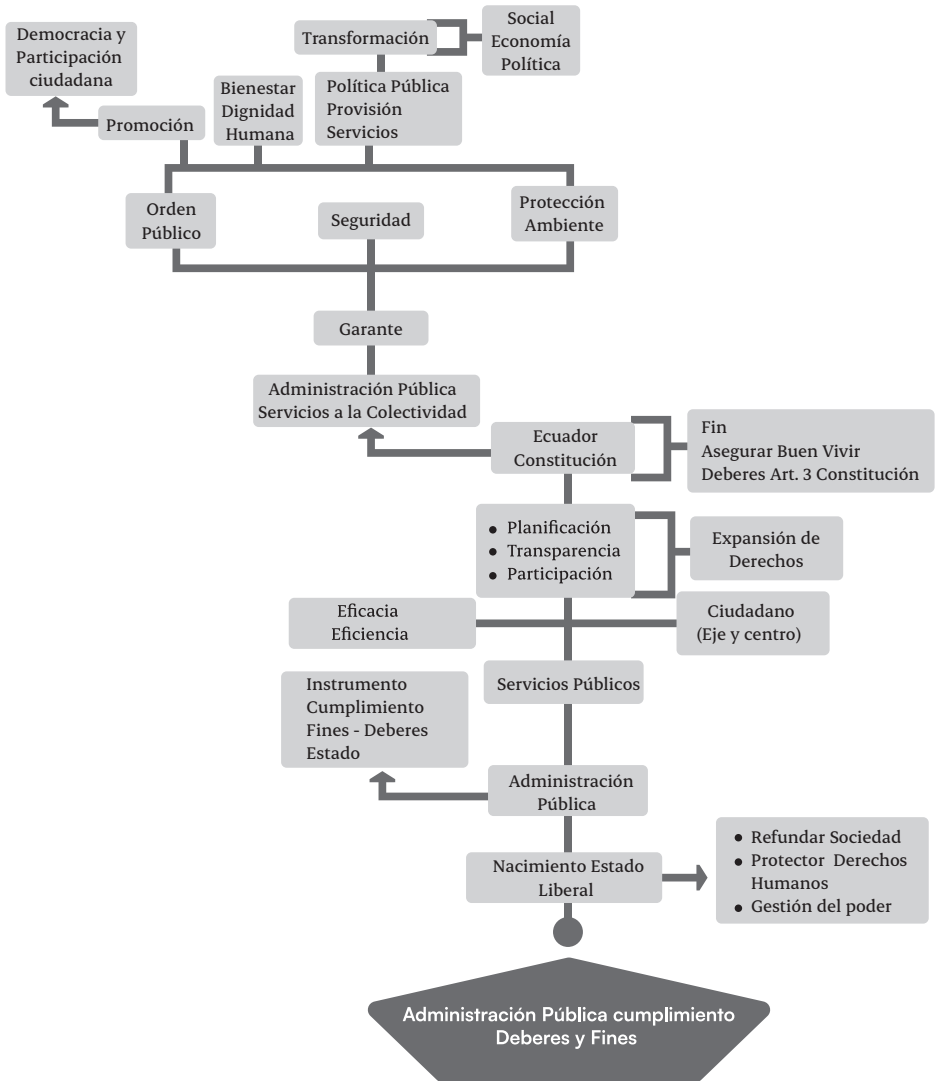 Democracia y
Participación
ciudadana
Transformación
Social
Economía
Política
Promoción
Bienestar
Dignidad
Humana
Política Pública
Provisión
Servicios
Orden
Público
Seguridad
Protección
Ambiente
Garante
Administración Pública
Servicios a la Colectividad
Ecuador
Constitución
Fin
Asegurar Buen Vivir
Deberes Art. 3 Constitución
• Planificación
• Transparencia
• Participación
Expansión de
Derechos
Eficacia
Eficiencia
Ciudadano
(Eje y centro)
Instrumento
Cumplimiento
Fines - Deberes
Estado
Servicios Públicos
Administración
Pública
Nacimiento Estado
Liberal
• Refundar Sociedad
• Protector Derechos
Humanos
• Gestión del poder
Administración Pública cumplimiento
Deberes y Fines